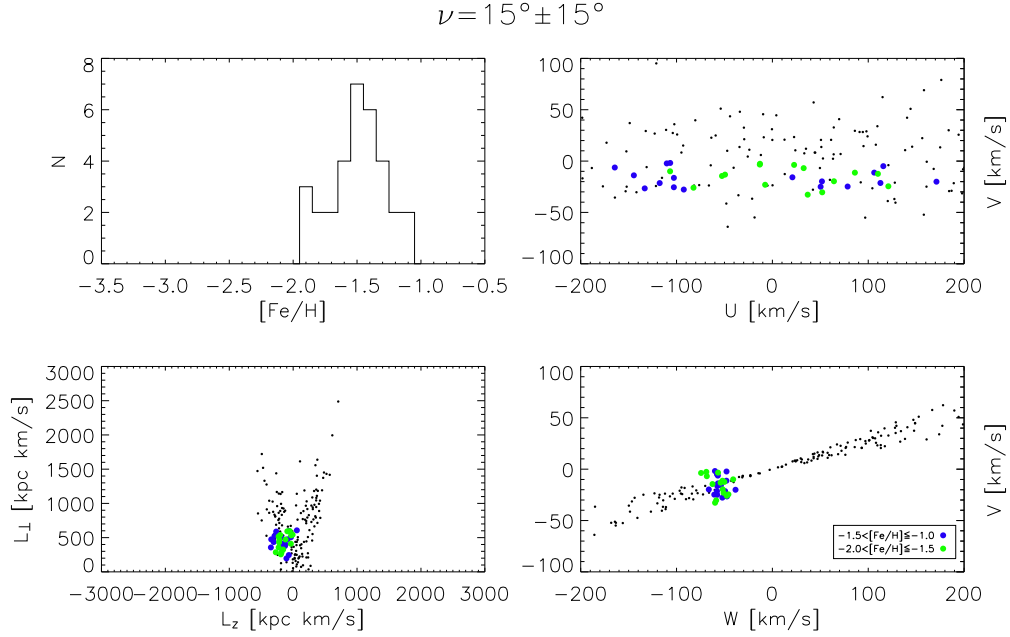 ν=15°±15°
8
6
4
2
0
N
−3.5 −3.0 −2.5 −2.0 −1.5 −1.0 −0.5
[Fe/H]
100
50
0
−50
−100
V [km/s]
−200 −100 0 100 200
U [km/s]
3000
2500
2000
1500
1000
500
0
L⊥ [kpc km/s]
−3000−2000−1000 0 1000 2000 3000
Lz [kpc km/s]
100
50
0
−50
−100
V [km/s]
−1.5<[Fe/H]≦−1.0
−2.0<[Fe/H]≦−1.5
−200 −100 0 100 200
W [km/s]